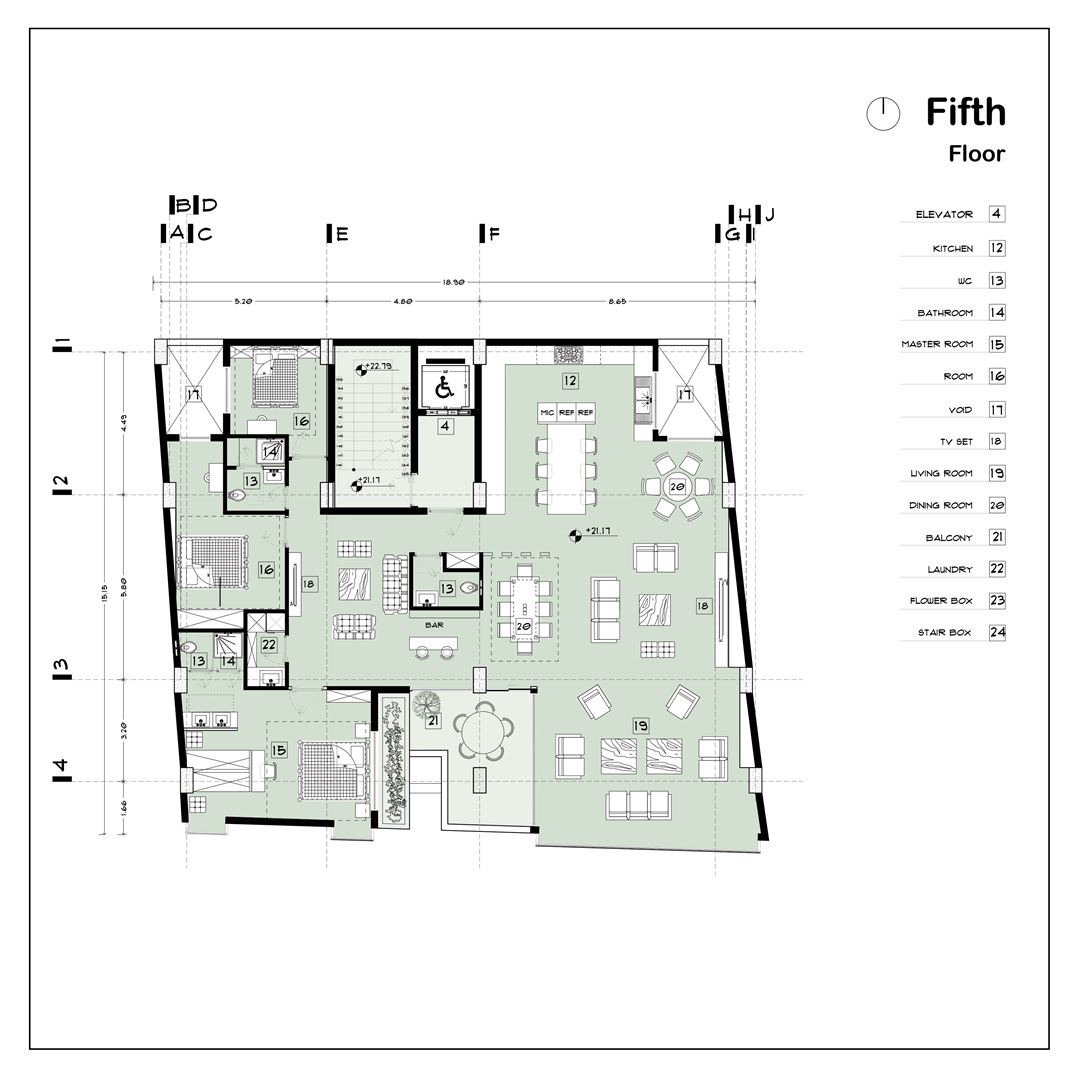 Fifth
Floor
ELEVATOR 4
KITCHEN 12
WC 13
BATHROOM 14
MASTER ROOM 15
ROOM 16
VOID 17
TV SET 18
LIVING ROOM 19
DINING ROOM 20
BALCONY 21
LAUNDRY 22
FLOWER BOX 23
STAIR BOX 24
B D
H J
A C E F G I
18.90
5.20 4.80 8.65
1
+22.79
12
17 17
MIC REF REF
16 4
4.49
14
13
2
+21.17
20
+21.17
16
18
13
18
15.15
5.80
BAR
20
22
13 14
3
21
19
3.20
15
4
1.66